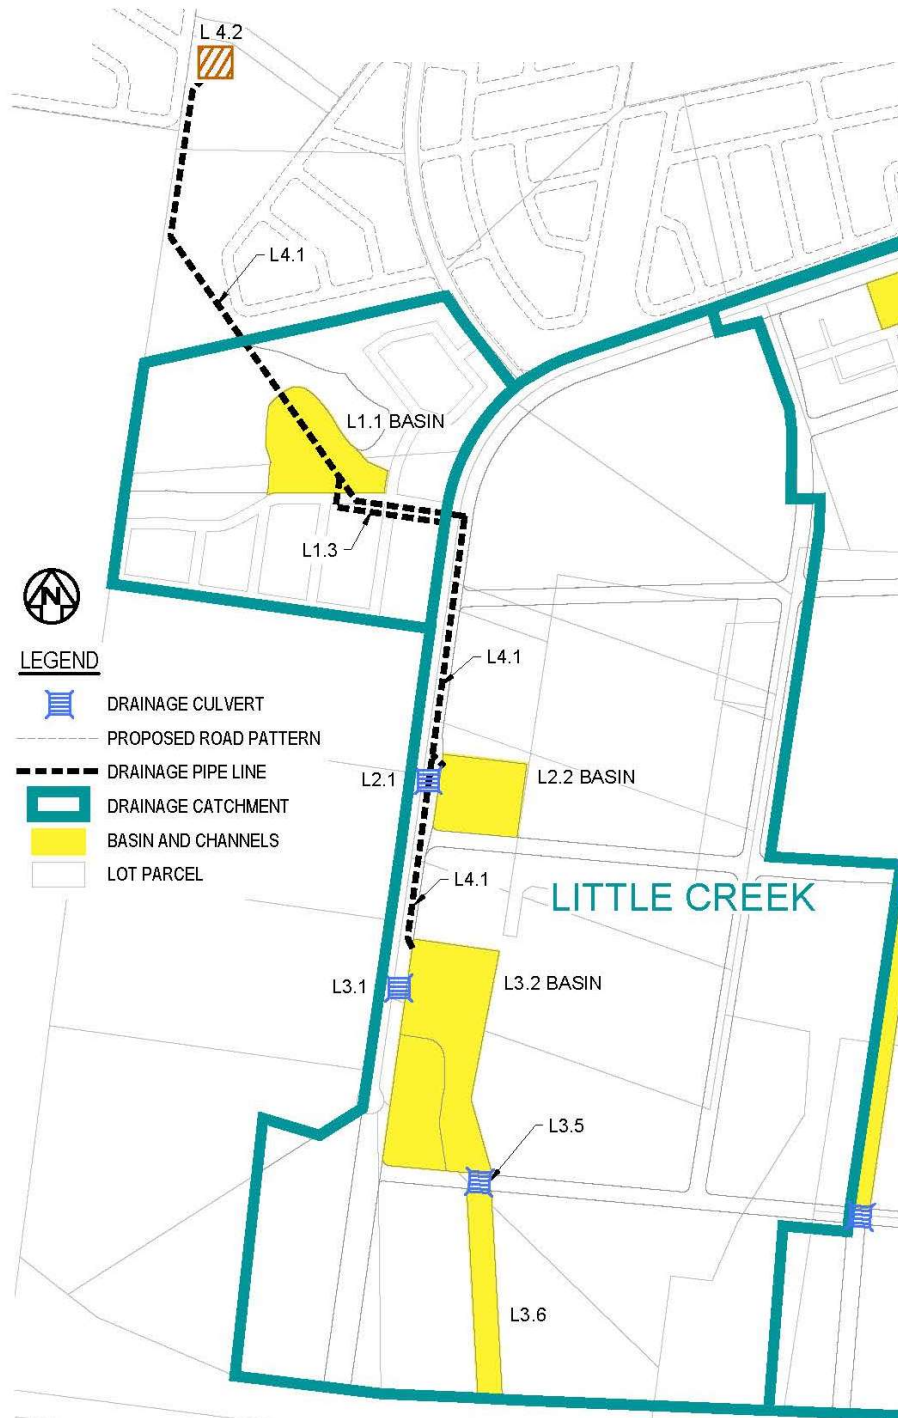 L 4.2
L4.1
L1.1 BASIN
L1.3
N
LEGEND
DRAINAGE CULVERT
PROPOSED ROAD PATTERN
DRAINAGE PIPE LINE
DRAINAGE CATCHMENT
BASIN AND CHANNELS
LOT PARCEL
L4.1
L2.1
L2.2 BASIN
L4.1
LITTLE CREEK
L3.1
L3.2 BASIN
L3.5
L3.6